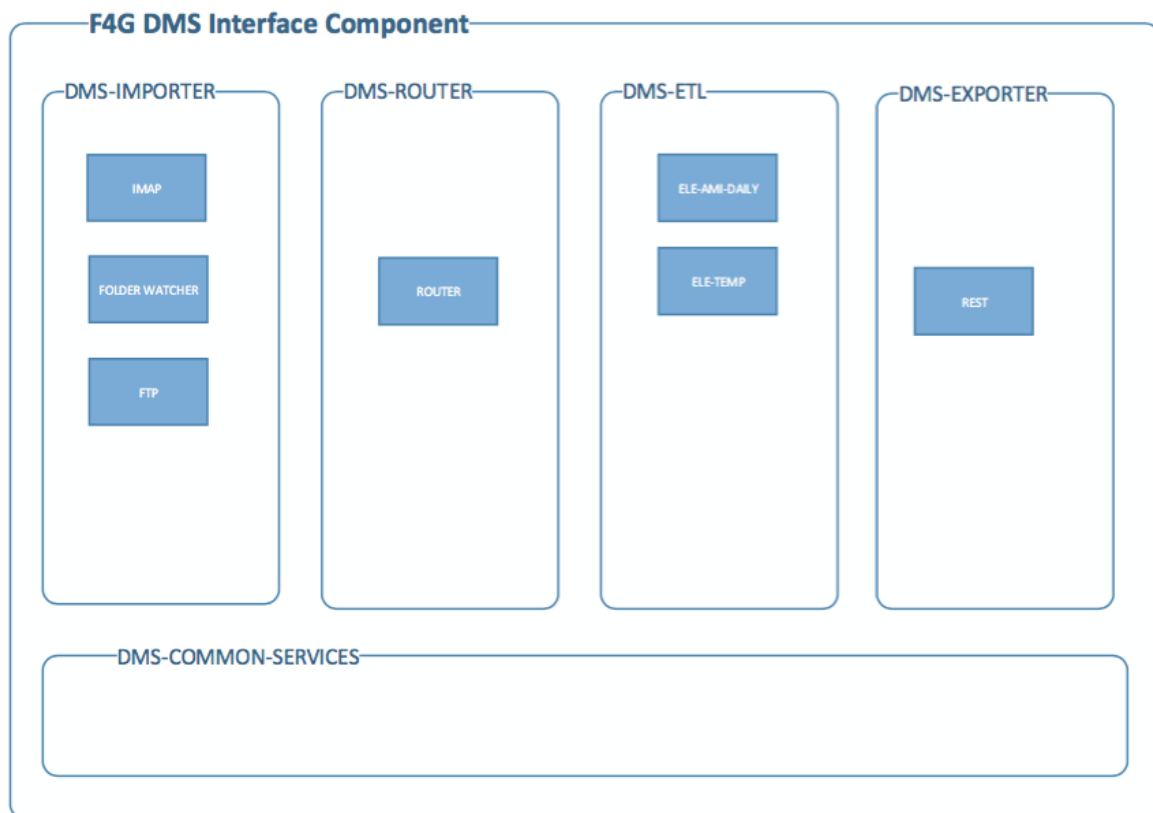 F4G DMS Interface Component
DMS-IMPORTER
IMAP
FOLDER WATCHER
FTP
DMS-ROUTER
ROUTER
DMS-ETL
ELE-AMI-DAILY
ELE-TEMP
DMS-EXPORTER
REST
DMS-COMMON-SERVICES